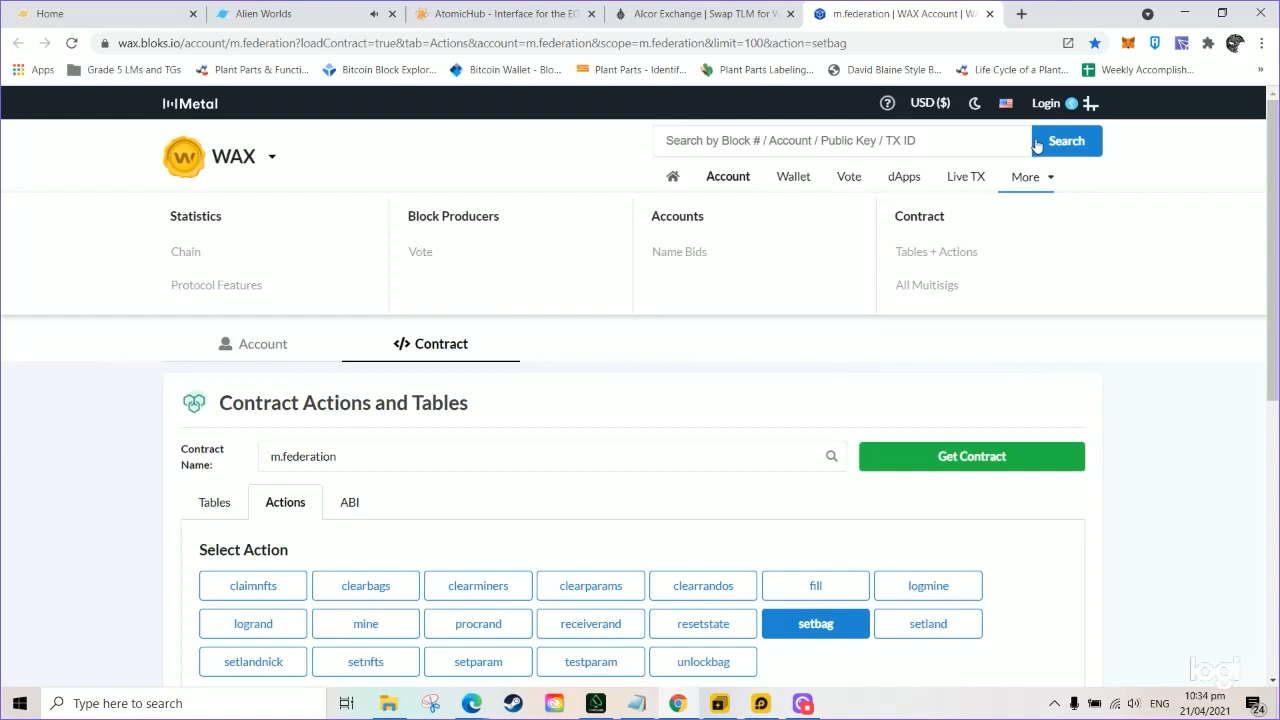 Home
Alien Worlds
AtomicHub - Interface for the EO
Alcor Exchange | Swap TLM for W
m.federation | WAX Account | WA
wax.bloks.io/account/m.federation?loadContract=true&tab=Actions&account=m.federation&scope=m.federation&limit=100&action=setbag
Apps Grade 5 LMs and TGs Plant Parts & Functi... Bitcoin Block Explor... Bitcoin Wallet - Blo... Plant Parts - Identif... Plant Parts Labeling... David Blaine Style B... Life Cycle of a Plant... Weekly Accomplish...
Metal USD ($) Login
WAX
Search by Block # / Account / Public Key / TX ID Search
Account Wallet Vote dApps Live TX More
Statistics Block Producers Accounts Contract
Chain Vote Name Bids Tables + Actions
Protocol Features All Multisigs
Account </> Contract
Contract Actions and Tables
Contract Name: m.federation Get Contract
Tables Actions ABI
Select Action
claimnfts clearbags clearminers clearparams clearrandos fill logmine
logrand mine procrand receiverand resetstate setbag setland
setlandnick setnfts setparam testparam unlockbag
logi
Type here to search
ENG
10:34 pm
21/04/2021
24